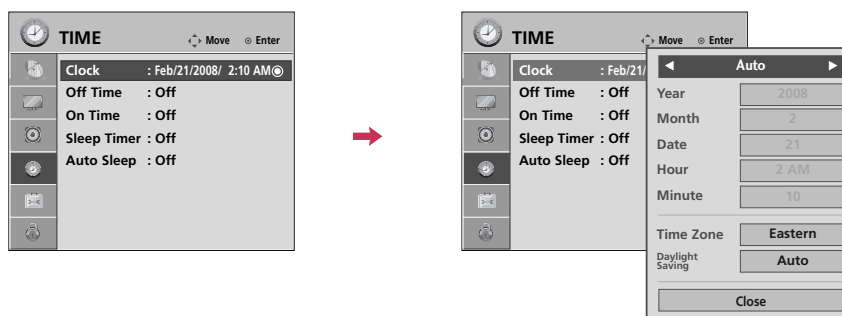 TIME
Move Enter
Clock : Feb/21/2008/ 2:10 AM
Off Time : Off
On Time : Off
Sleep Timer : Off
Auto Sleep : Off
TIME
Move Enter
Clock : Feb/21/
Off Time : Off
On Time : Off
Sleep Timer : Off
Auto Sleep : Off
◀ Auto ▶
Year 2008
Month 2
Date 21
Hour 2 AM
Minute 10
Time Zone Eastern
Daylight
Saving Auto
Close